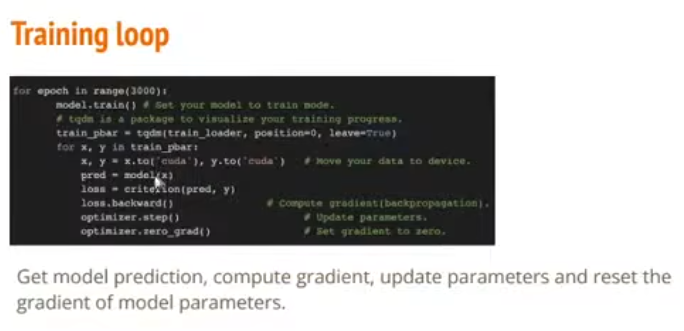 Training loop
for epoch in range(3000):
model.train() # Set your model to train mode.
# tqdm is a package to visualize your training progress.
train_pbar = tqdm(train_loader, position=0, leave=True)
for x, y in train_pbar:
x, y = x.to('cuda'), y.to('cuda') # Move your data to device.
pred = model(x)
loss = criterion(pred, y)
loss.backward() # Compute gradient(backpropagation).
optimizer.step() # Update parameters.
optimizer.zero_grad() # Set gradient to zero.
Get model prediction, compute gradient, update parameters and reset the
gradient of model parameters.